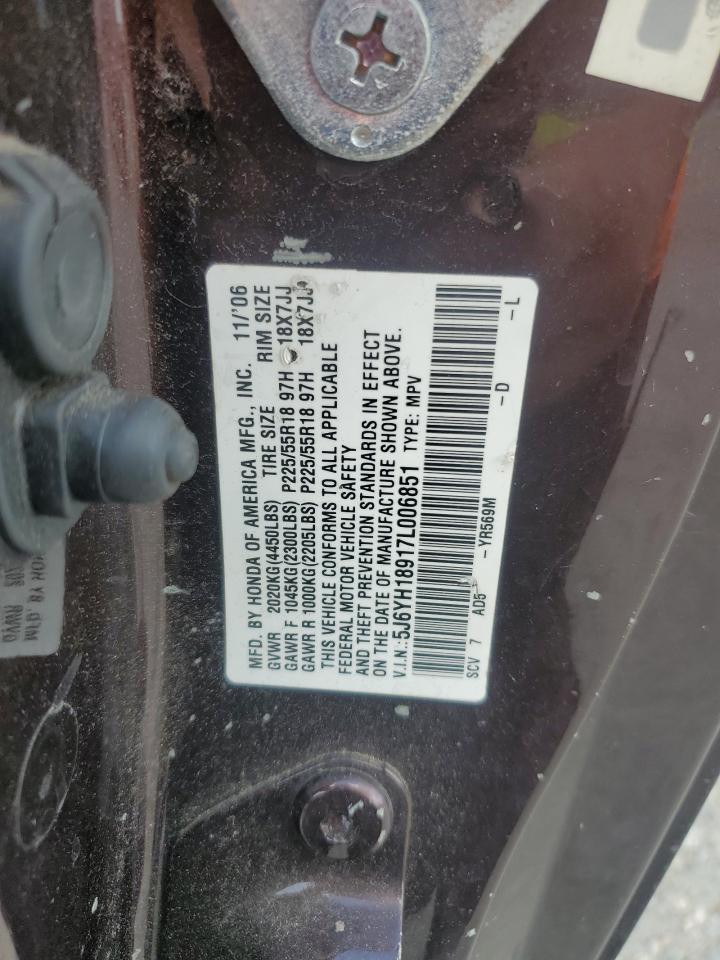 MFD. BY HONDA OF AMERICA MFG., INC. 11/'06
GVWR 2020KG(4450LBS) TIRE SIZE RIM SIZE
GAWR F 1045KG(2300LBS) P225/55R18 97H 18X7JJ
GAWR R 1000KG(2205LBS) P225/55R18 97H 18X7JJ
THIS VEHICLE CONFORMS TO ALL APPLICABLE
FEDERAL MOTOR VEHICLE SAFETY
AND THEFT PREVENTION STANDARDS IN EFFECT
ON THE DATE OF MANUFACTURE SHOWN ABOVE.
V.I.N.: 5J6YH18917L006851 TYPE: MPV
SCV 7 AD5 - YR569M - D - L